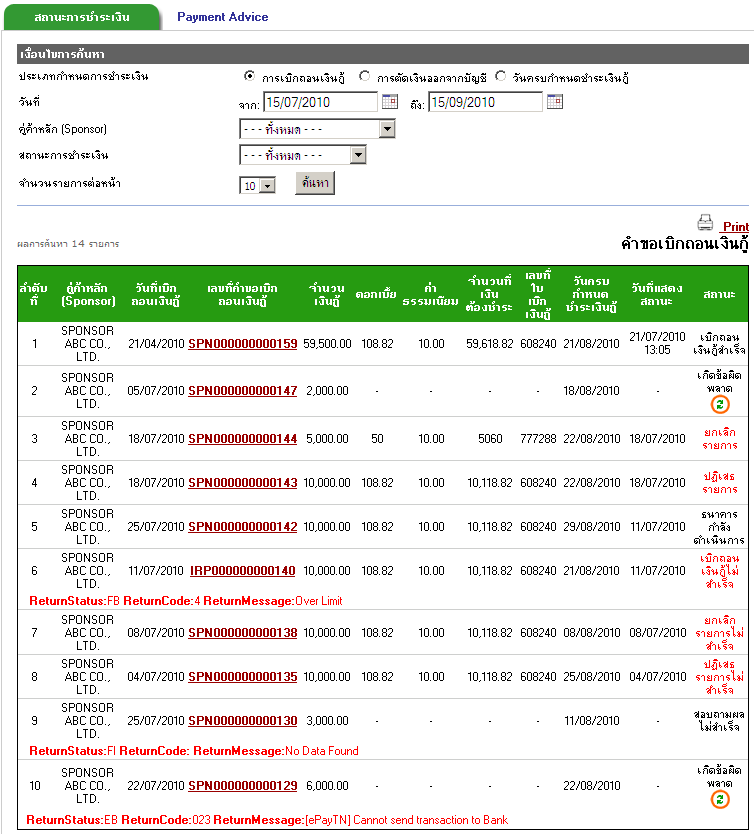 สถานะการชำระเงิน Payment Advice
เงื่อนไขการค้นหา
ประเภทกำหนดการชำระเงิน การเบิกถอนเงินกู้ การตัดเงินออกจากบัญชี วันครบกำหนดชำระเงินกู้
วันที่ จาก: 15/07/2010 ถึง: 15/09/2010
คู่ค้าหลัก (Sponsor) - - - ทั้งหมด - - -
สถานะการชำระเงิน - - - ทั้งหมด - - -
จำนวนรายการต่อหน้า 10 ค้นหา
Print
ผลการค้นหา 14 รายการ คำขอเบิกถอนเงินกู้
ลำดับที่ คู่ค้าหลัก (Sponsor) วันที่เบิกถอนเงินกู้ เลขที่คำขอเบิกถอนเงินกู้ จำนวนเงินกู้ ดอกเบี้ย ค่าธรรมเนียม จำนวนที่เงินต้องชำระ เลขที่ใบเบิกเงินกู้ วันครบกำหนดชำระเงินกู้ วันที่แสดงสถานะ สถานะ
1 SPONSOR ABC CO., LTD. 21/04/2010 SPN000000000159 59,500.00 108.82 10.00 59,618.82 608240 21/08/2010 21/07/2010 13:05 เบิกถอนเงินกู้สำเร็จ
2 SPONSOR ABC CO., LTD. 05/07/2010 SPN000000000147 2,000.00 - - - - 18/08/2010 - เกิดข้อผิดพลาด
3 SPONSOR ABC CO., LTD. 18/07/2010 SPN000000000144 5,000.00 50 10.00 5060 777288 22/08/2010 18/07/2010 ยกเลิกรายการ
4 SPONSOR ABC CO., LTD. 18/07/2010 SPN000000000143 10,000.00 108.82 10.00 10,118.82 608240 22/08/2010 18/07/2010 ปฏิเสธรายการ
5 SPONSOR ABC CO., LTD. 25/07/2010 SPN000000000142 10,000.00 108.82 10.00 10,118.82 608240 29/08/2010 11/07/2010 ธนาคารกำลังดำเนินการ
6 SPONSOR ABC CO., LTD. 11/07/2010 IRP000000000140 10,000.00 108.82 10.00 10,118.82 608240 21/08/2010 11/07/2010 เบิกถอนเงินกู้ไม่สำเร็จ
ReturnStatus:FB ReturnCode:4 ReturnMessage:Over Limit
7 SPONSOR ABC CO., LTD. 08/07/2010 SPN000000000138 10,000.00 108.82 10.00 10,118.82 608240 08/08/2010 08/07/2010 ยกเลิกรายการไม่สำเร็จ
8 SPONSOR ABC CO., LTD. 04/07/2010 SPN000000000135 10,000.00 108.82 10.00 10,118.82 608240 25/08/2010 04/07/2010 ปฏิเสธรายการไม่สำเร็จ
9 SPONSOR ABC CO., LTD. 25/07/2010 SPN000000000130 3,000.00 - - - - 11/08/2010 - สอบถามผลไม่สำเร็จ
ReturnStatus:FI ReturnCode: ReturnMessage:No Data Found
10 SPONSOR ABC CO., LTD. 22/07/2010 SPN000000000129 6,000.00 - - - - 22/08/2010 - เกิดข้อผิดพลาด
ReturnStatus:EB ReturnCode:023 ReturnMessage:[ePayTN] Cannot send transaction to Bank